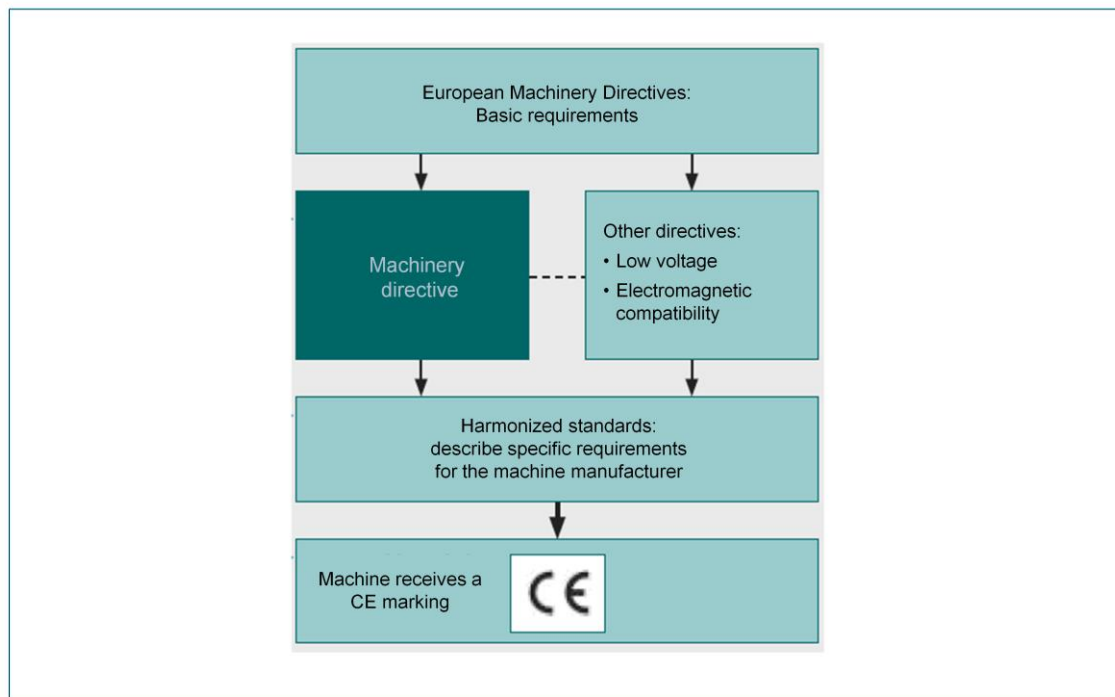 European Machinery Directives:
Basic requirements
Machinery
directive
Other directives:
• Low voltage
• Electromagnetic
compatibility
Harmonized standards:
describe specific requirements
for the machine manufacturer
Machine receives a
CE marking
CE